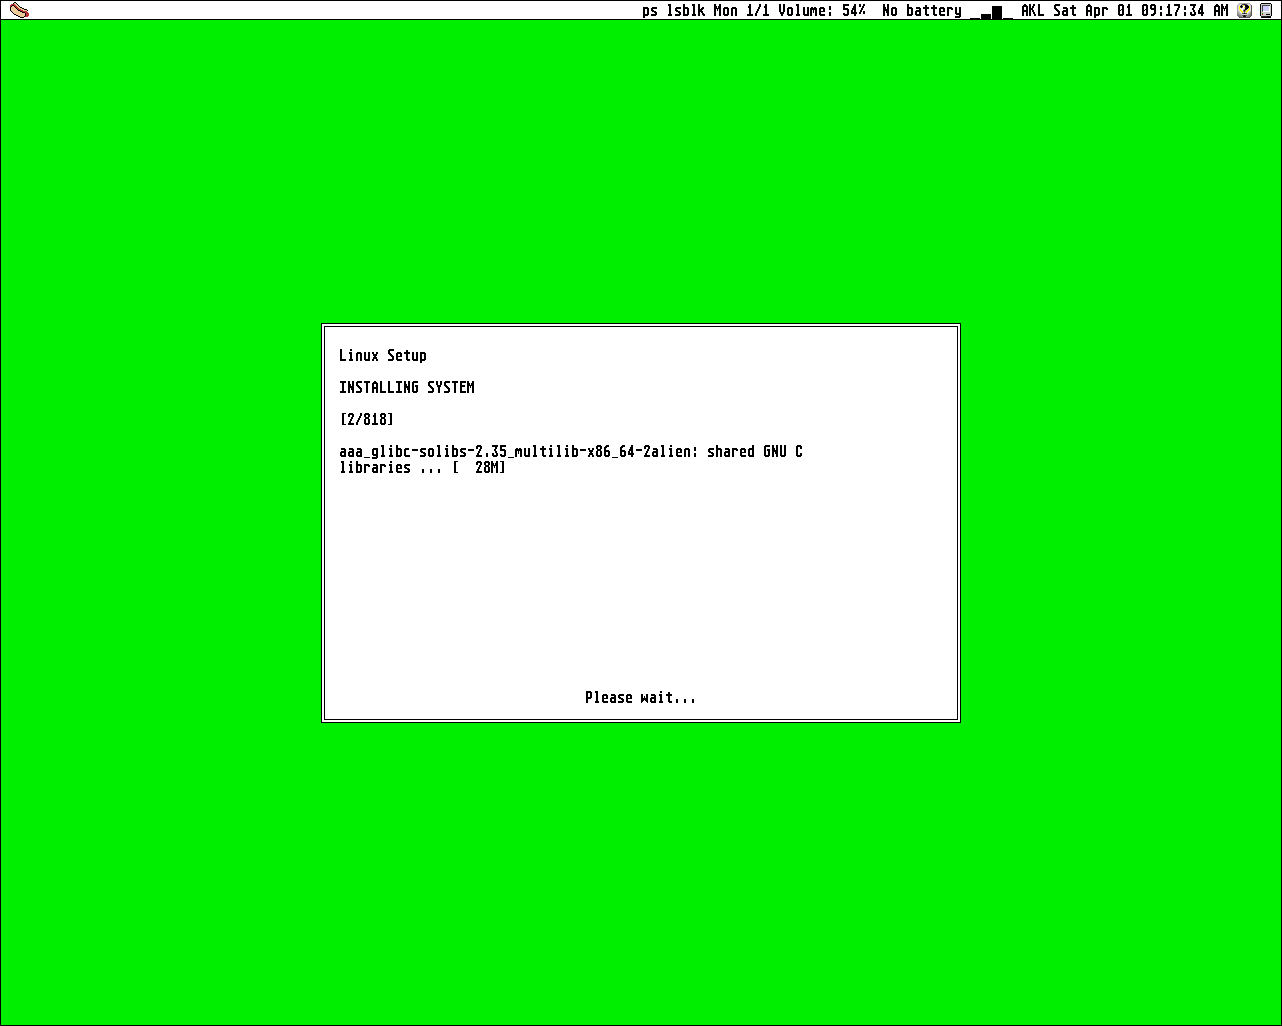 ps lsblk Mon 1/1 Volume: 54%  No battery AKL Sat Apr 01 09:17:34 AM
Linux Setup
INSTALLING SYSTEM
[2/818]
aaa_glibc-solibs-2.35_multilib-x86_64-2alien: shared GNU C
libraries ... [  28M]
Please wait...